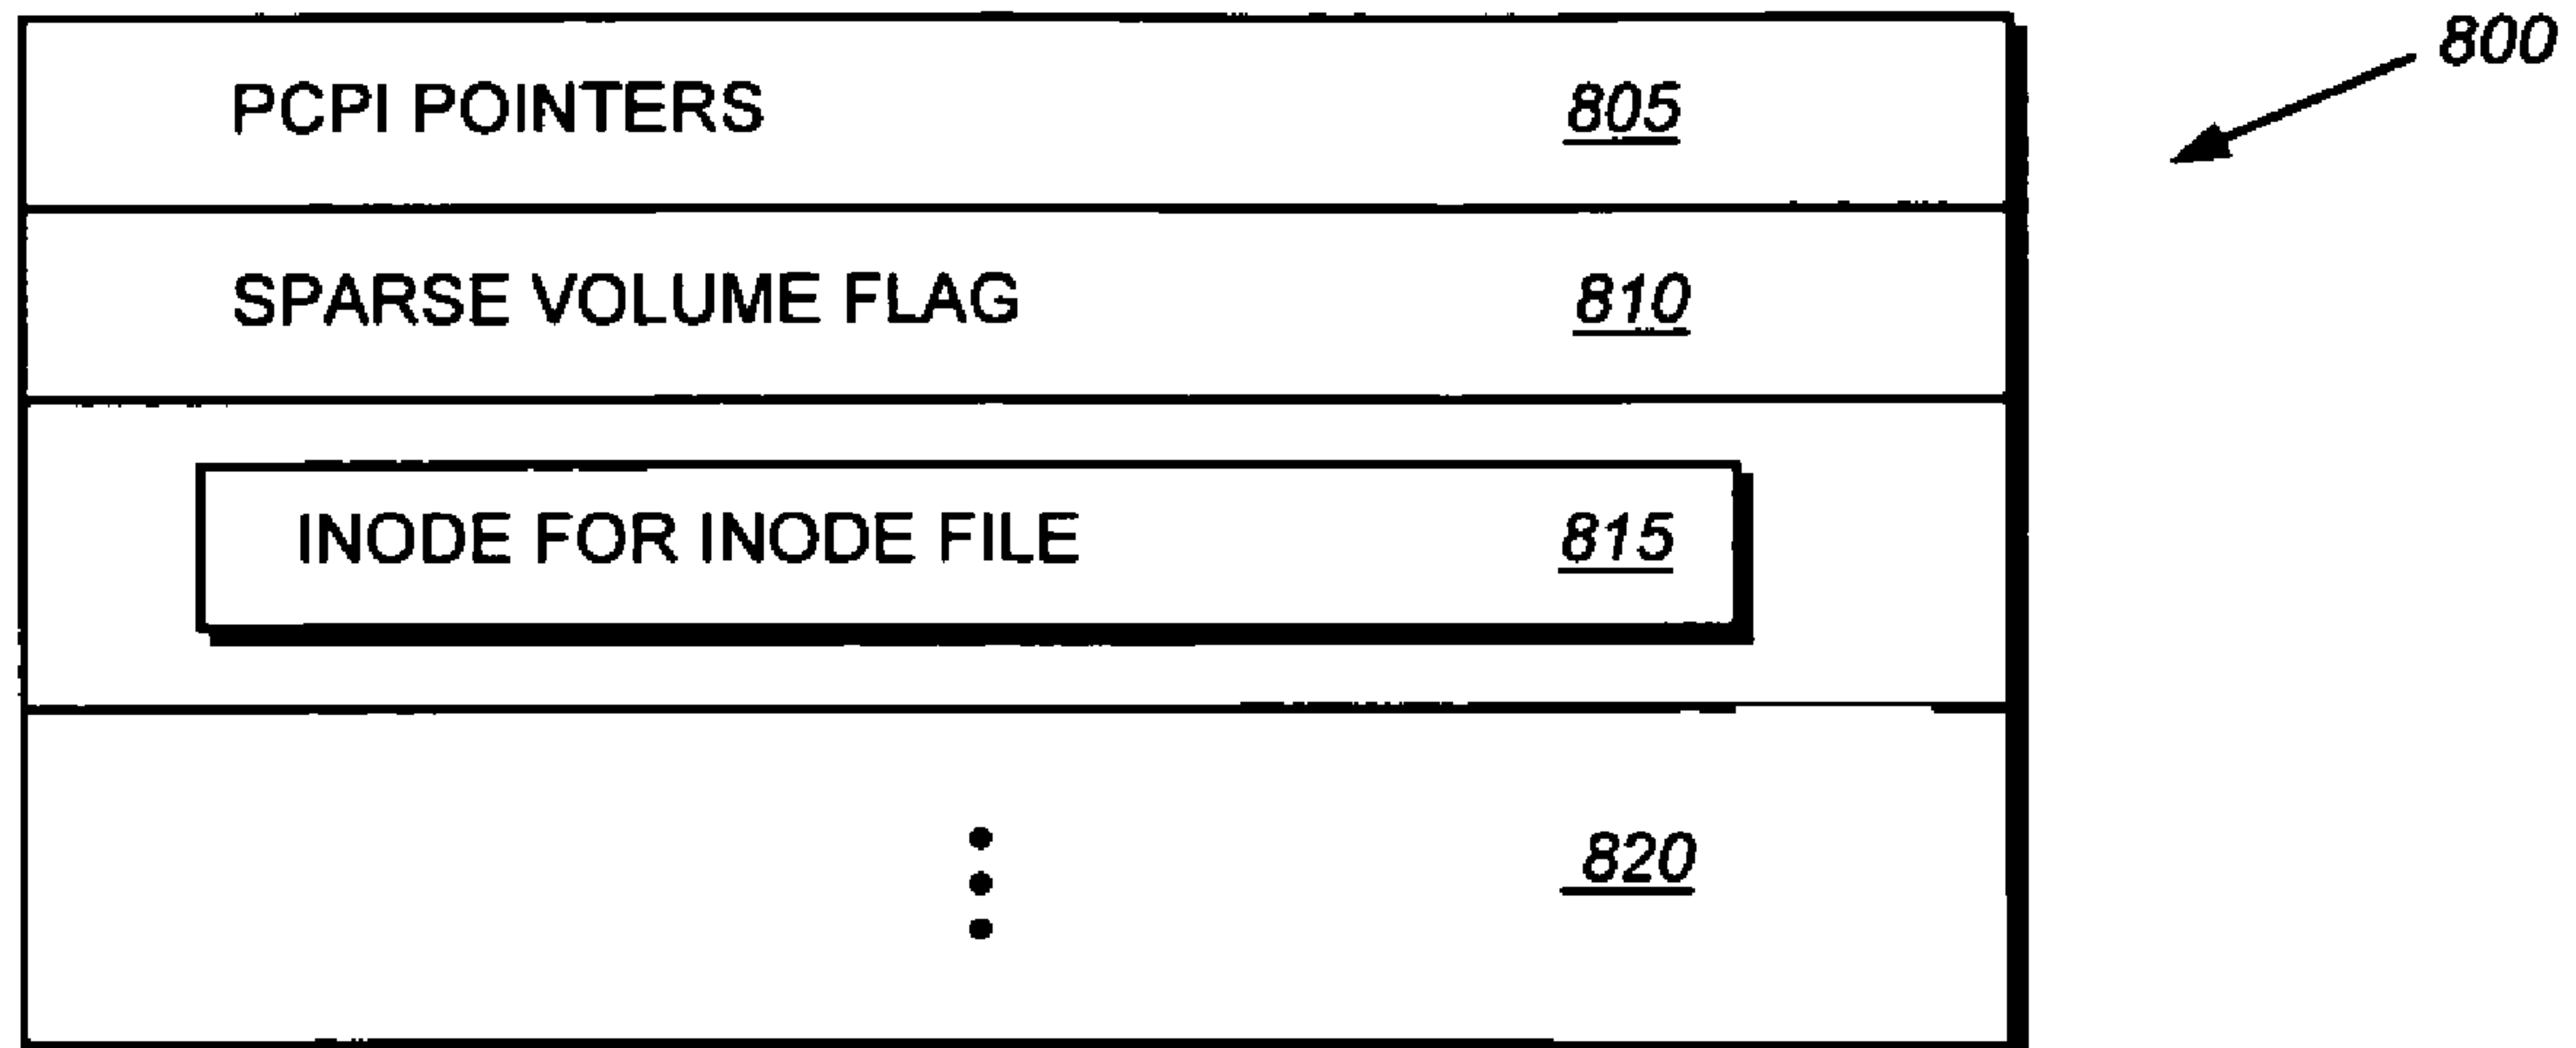 800
PCPI POINTERS 805
SPARSE VOLUME FLAG 810
INODE FOR INODE FILE 815
820